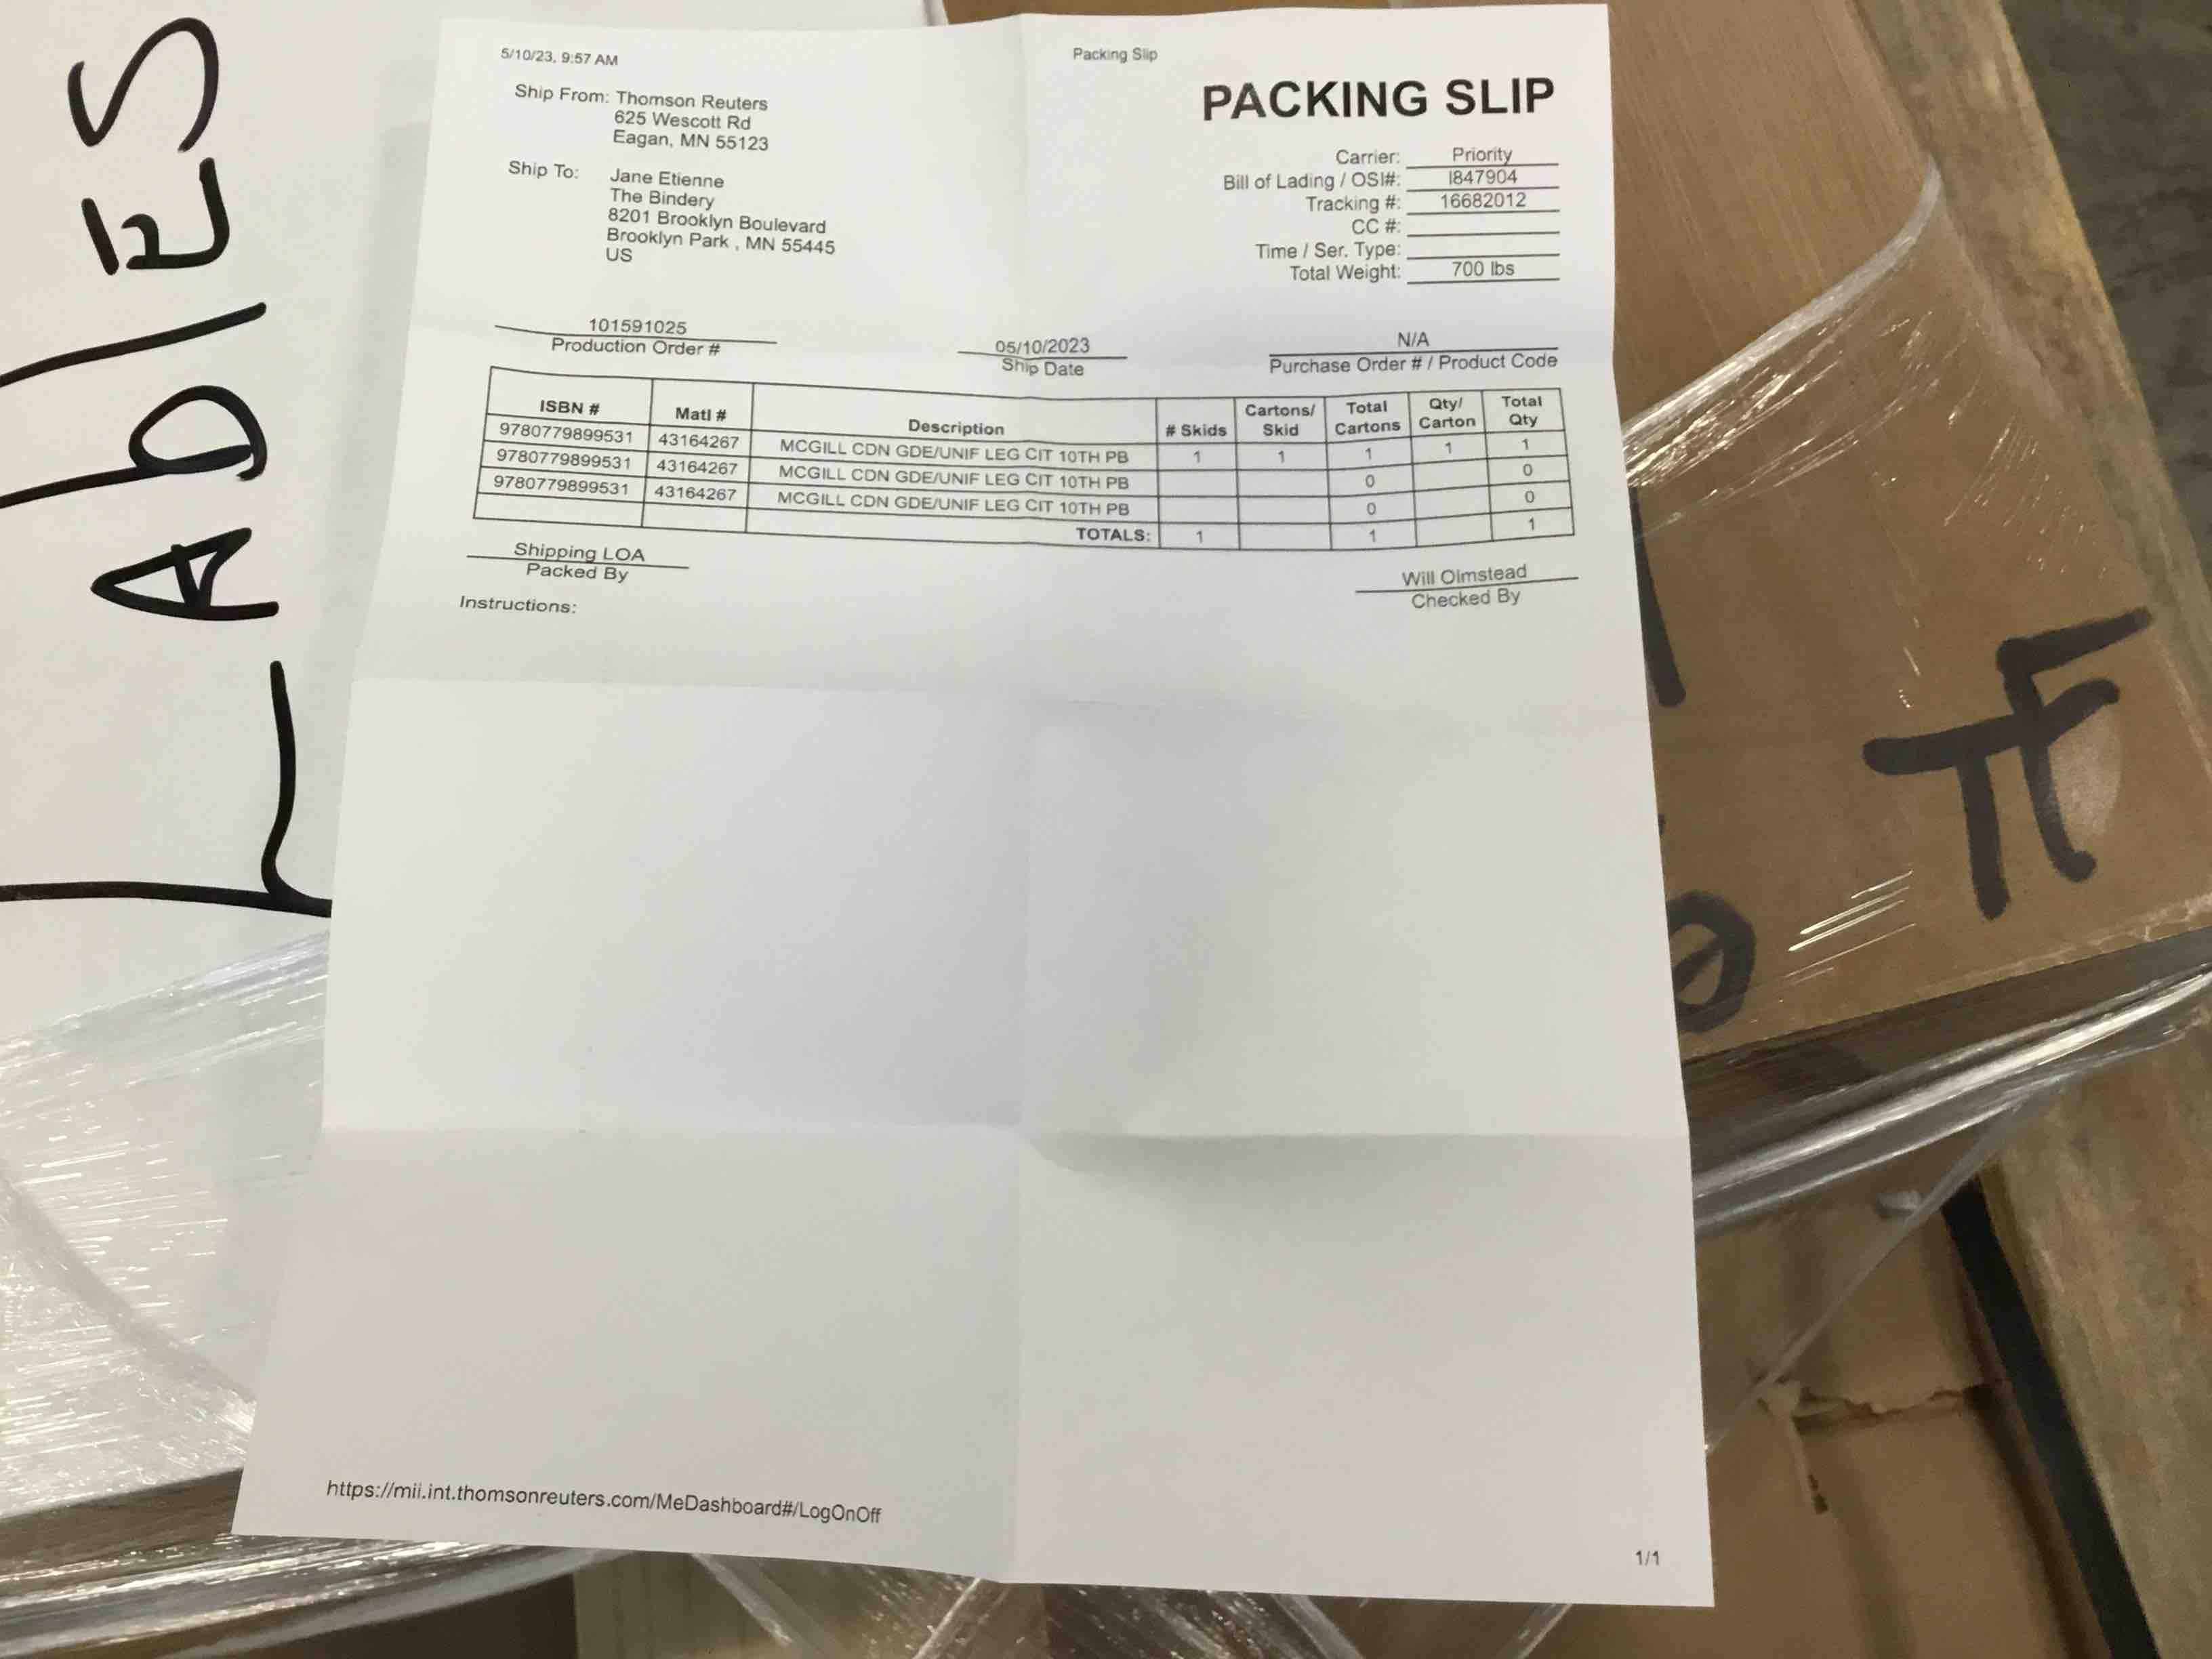 5/10/23, 9:57 AM
Packing Slip
PACKING SLIP
Ship From: Thomson Reuters
625 Wescott Rd
Eagan, MN 55123
Ship To: Jane Etienne
The Bindery
8201 Brooklyn Boulevard
Brooklyn Park , MN 55445
US
Carrier: Priority
Bill of Lading / OSI#: I847904
Tracking #: 16682012
CC #:
Time / Ser. Type:
Total Weight: 700 lbs
101591025
Production Order #
05/10/2023
Ship Date
N/A
Purchase Order # / Product Code
ISBN # Matl # Description # Skids Cartons/ Skid Total Cartons Qty/ Carton Total Qty
9780779899531 43164267 MCGILL CDN GDE/UNIF LEG CIT 10TH PB 1 1 1 1 1
9780779899531 43164267 MCGILL CDN GDE/UNIF LEG CIT 10TH PB 0 0
9780779899531 43164267 MCGILL CDN GDE/UNIF LEG CIT 10TH PB 0 0
TOTALS: 1 1 1
Shipping LOA
Packed By
Will Olmstead
Checked By
Instructions:
https://mii.int.thomsonreuters.com/MeDashboard#/LogOnOff
1/1
LAblES